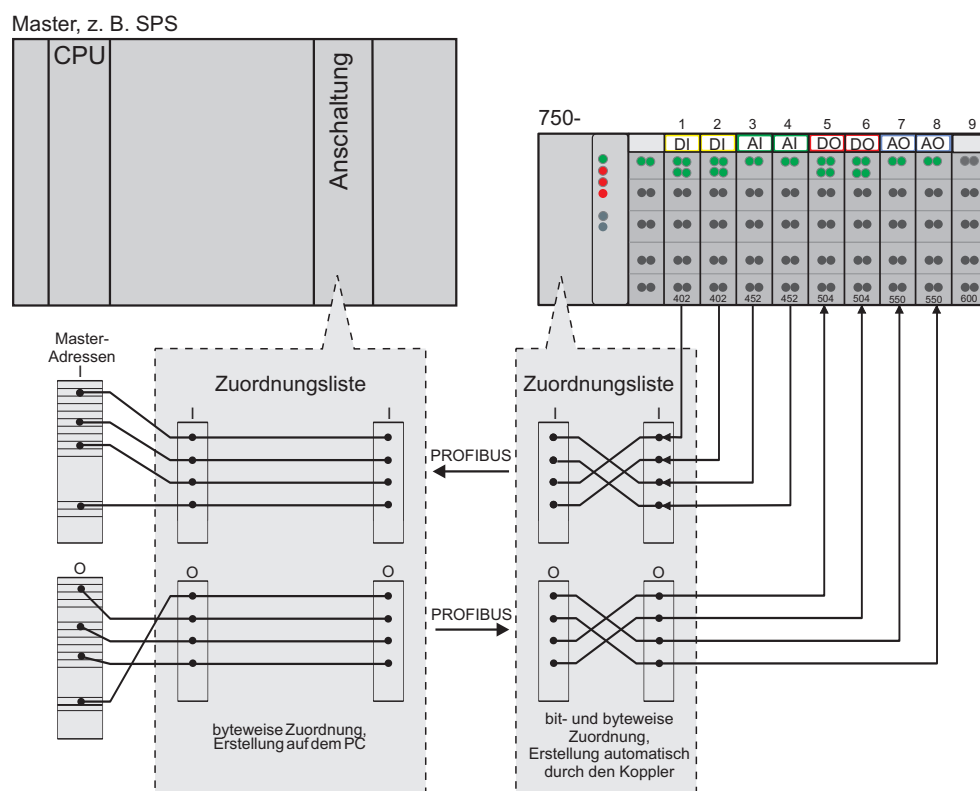 Master, z. B. SPS
CPU
Anschaltung
750-
1 2 3 4 5 6 7 8 9
DI DI AI AI DO DO AO AO
402 402 452 452 504 504 550 550 600
Master-
Adressen
I
Zuordnungsliste
I I
PROFIBUS
Zuordnungsliste
I I
O
O O
PROFIBUS
O O
byteweise Zuordnung,
Erstellung auf dem PC
bit- und byteweise
Zuordnung,
Erstellung automatisch
durch den Koppler